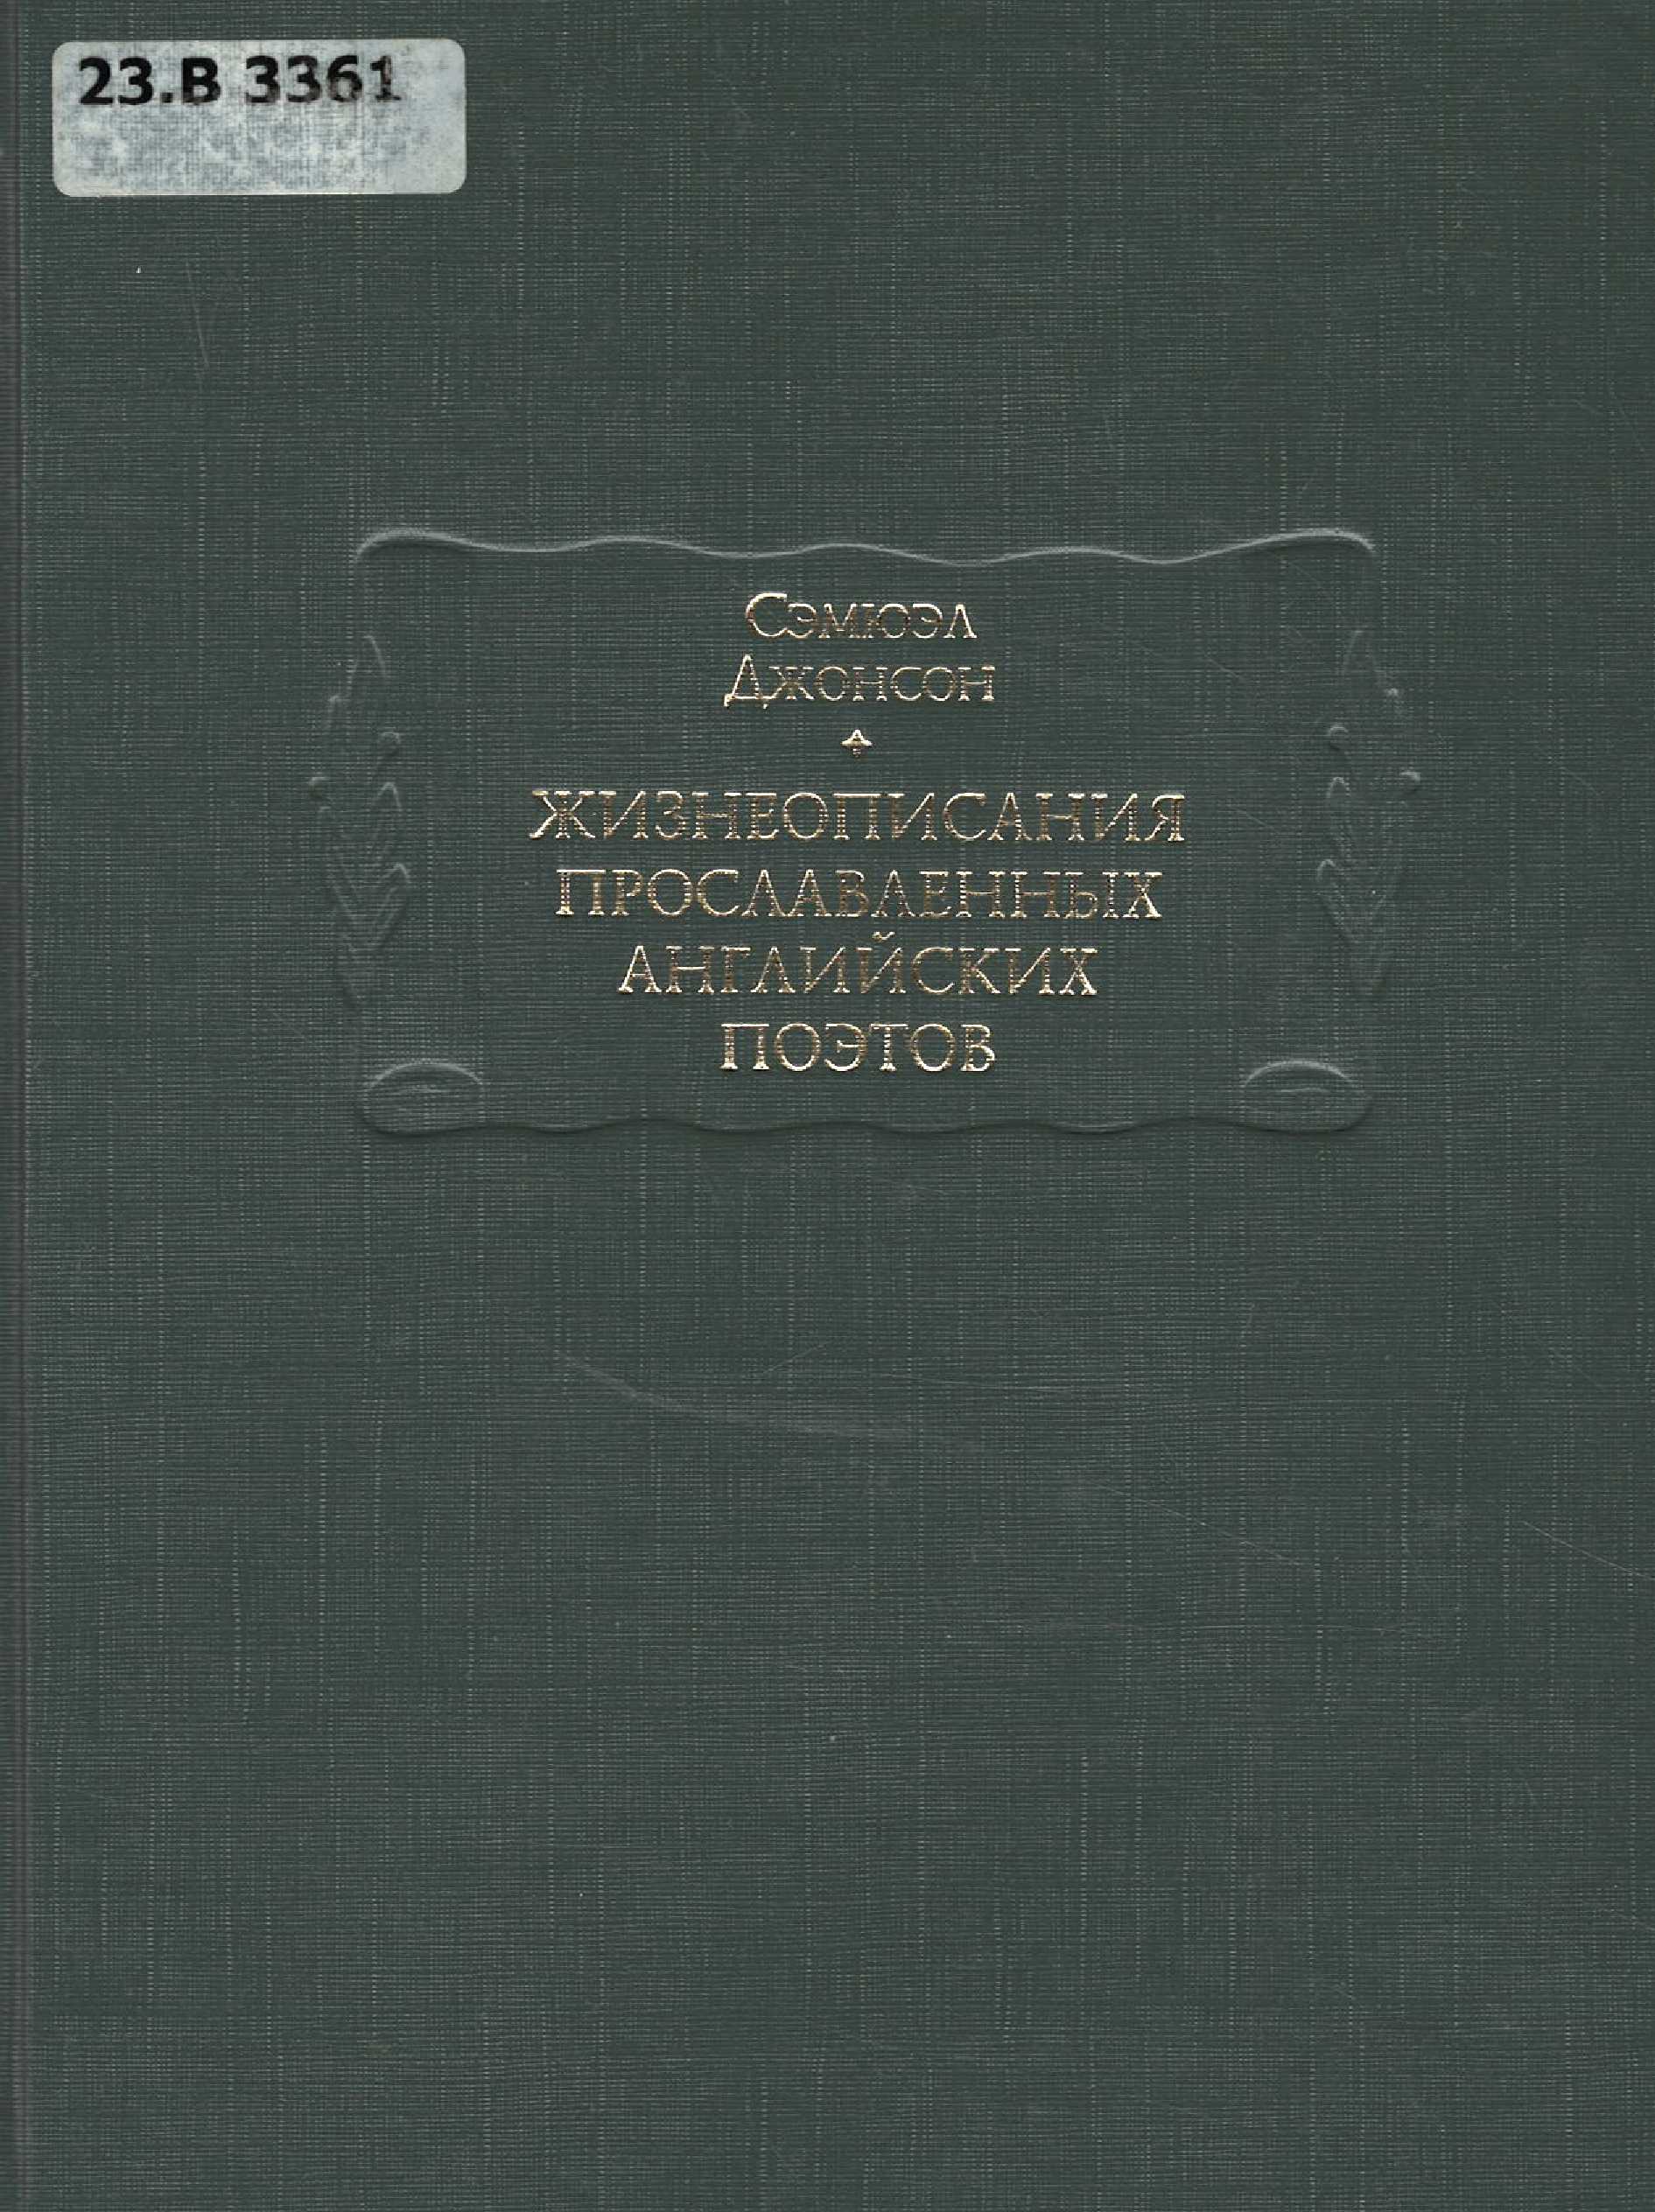 23.В 3361
Сэмюэл
Джонсон
ЖИЗНЕОПИСАНИЯ
ПРОСЛАВЛЕННЫХ
АНГЛИЙСКИХ
ПОЭТОВ